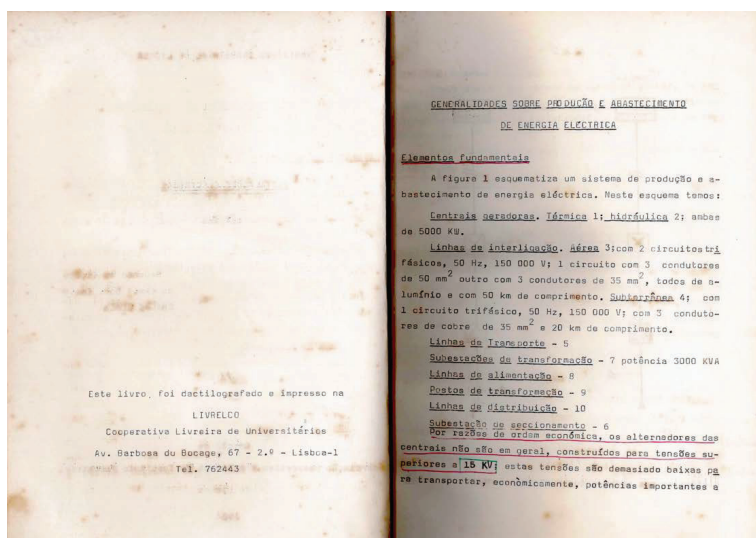 Este livro, foi dactilografado e impresso na
LIVRELCO
Cooperativa Livreira de Universitários
Av. Barbosa du Bocage, 67 - 2.º - Lisboa-1
Tel. 762443
GENERALIDADES SOBRE PRODUÇÃO E ABASTECIMENTO
DE ENERGIA ELÉCTRICA
Elementos fundamentais
A figura 1 esquematiza um sistema de produção e a-
bastecimento de energia eléctrica. Neste esquema temos:
Centrais geradoras. Térmica 1; hidráulica 2; ambas
de 5000 KW.
Linhas de interligação. Aérea 3; com 2 circuitos tri
fásicos, 50 Hz, 150 000 V; 1 circuito com 3 condutores
de 50 mm2 outro com 3 condutores de 35 mm2, todos de a-
lumínio e com 50 km de comprimento. Subterrânea 4; com
1 circuito trifásico, 50 Hz, 150 000 V; com 3 conduto-
res de cobre de 35 mm2 e 20 km de comprimento.
Linhas de Transporte - 5
Subestações de transformação - 7 potência 3000 KVA
Linhas de alimentação - 8
Postos de transformação - 9
Linhas de distribuição - 10
Subestação de seccionamento - 6
Por razões de ordem económica, os alternadores das
centrais não são em geral, construídos para tensões su-
periores a 15 KV; estas tensões são demasiado baixas pa
ra transportar, econòmicamente, potências importantes a